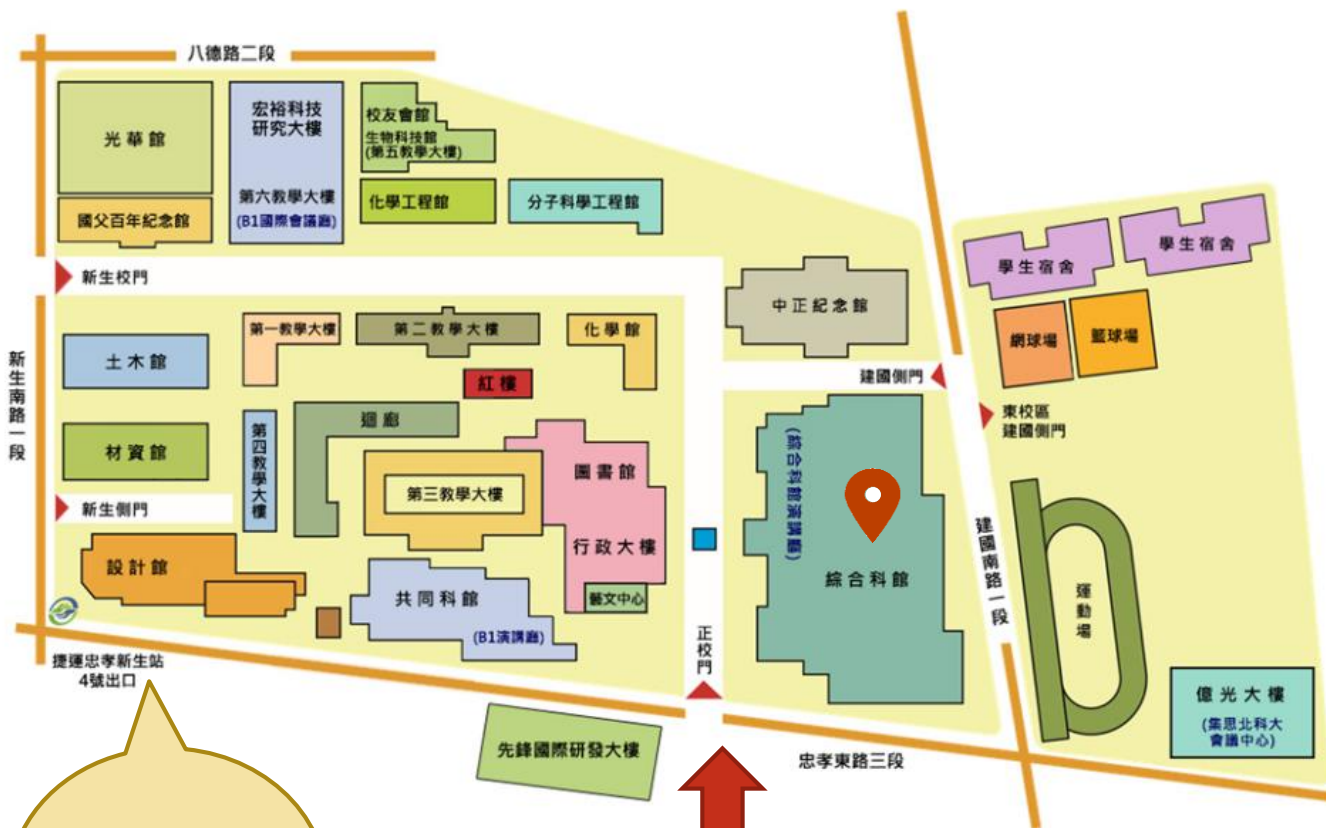 八德路二段
光華館
宏裕科技
研究大樓
第六教學大樓
(B1國際會議廳)
校友會館
生物科技館
(第五教學大樓)
國父百年紀念館
化學工程館
分子科學工程館
新生校門
中正紀念館
學生宿舍
學生宿舍
網球場
籃球場
新生南路一段
土木館
第一教學大樓
第二教學大樓
化學館
紅樓
建國側門
東校區
建國側門
材資館
第四教學大樓
迴廊
圖書館
第三教學大樓
行政大樓
藝文中心
(綜合科館演講廳)
綜合科館
建國南路一段
運動場
新生側門
設計館
共同科館
(B1演講廳)
正校門
捷運忠孝新生站
4號出口
先鋒國際研發大樓
忠孝東路三段
億光大樓
(集思北科大
會議中心)